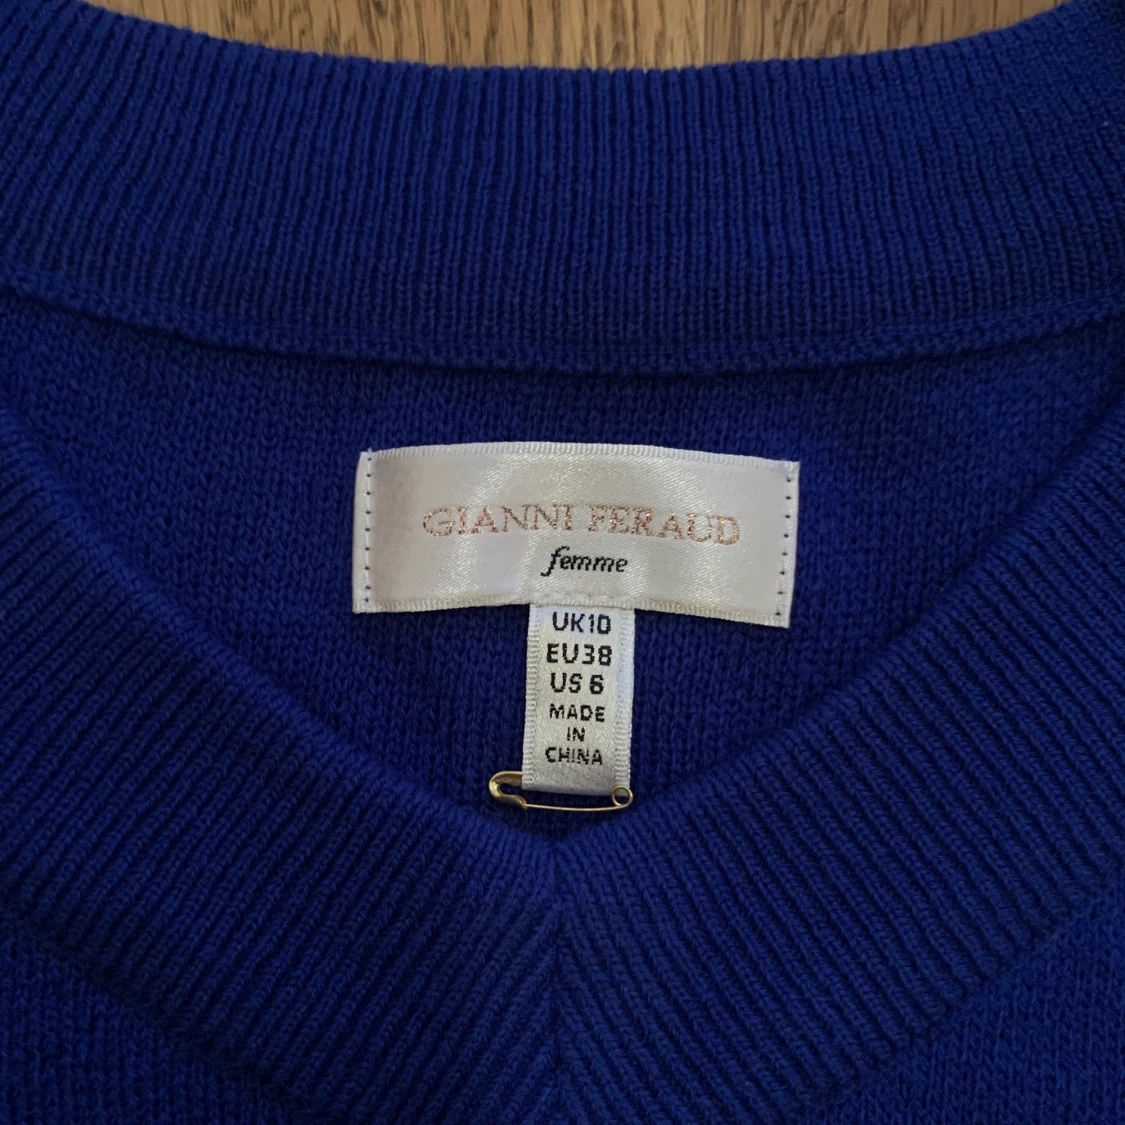 GIANNI FERAUD
femme
UK10
EU38
US 6
MADE
IN
CHINA